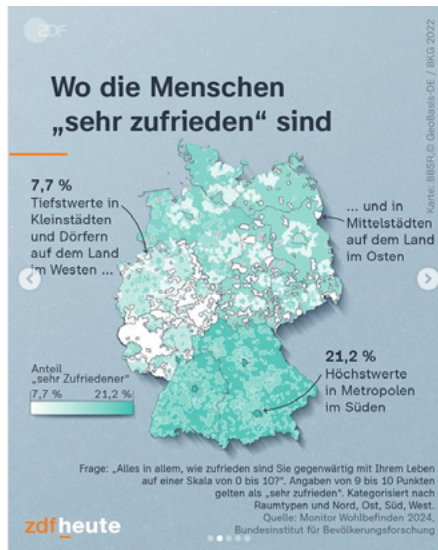 ZDF
Wo die Menschen
„sehr zufrieden“ sind
7,7 %
Tiefstwerte in
Kleinstädten
und Dörfern
auf dem Land
im Westen ...
... und in
Mittelstädten
auf dem Land
im Osten
21,2 %
Höchstwerte
in Metropolen
im Süden
Anteil
„sehr Zufriedener“
7,7 % 21,2 %
Frage: „Alles in allem, wie zufrieden sind Sie gegenwärtig mit Ihrem Leben
auf einer Skala von 0 bis 10?“. Angaben von 9 bis 10 Punkten
gelten als „sehr zufrieden“. Kategorisiert nach
Raumtypen und Nord, Ost, Süd, West.
Quelle: Monitor Wohlbefinden 2024,
Bundesinstitut für Bevölkerungsforschung
zdfheute
Karte: BBSR,© GeoBasis-DE / BKG 2022